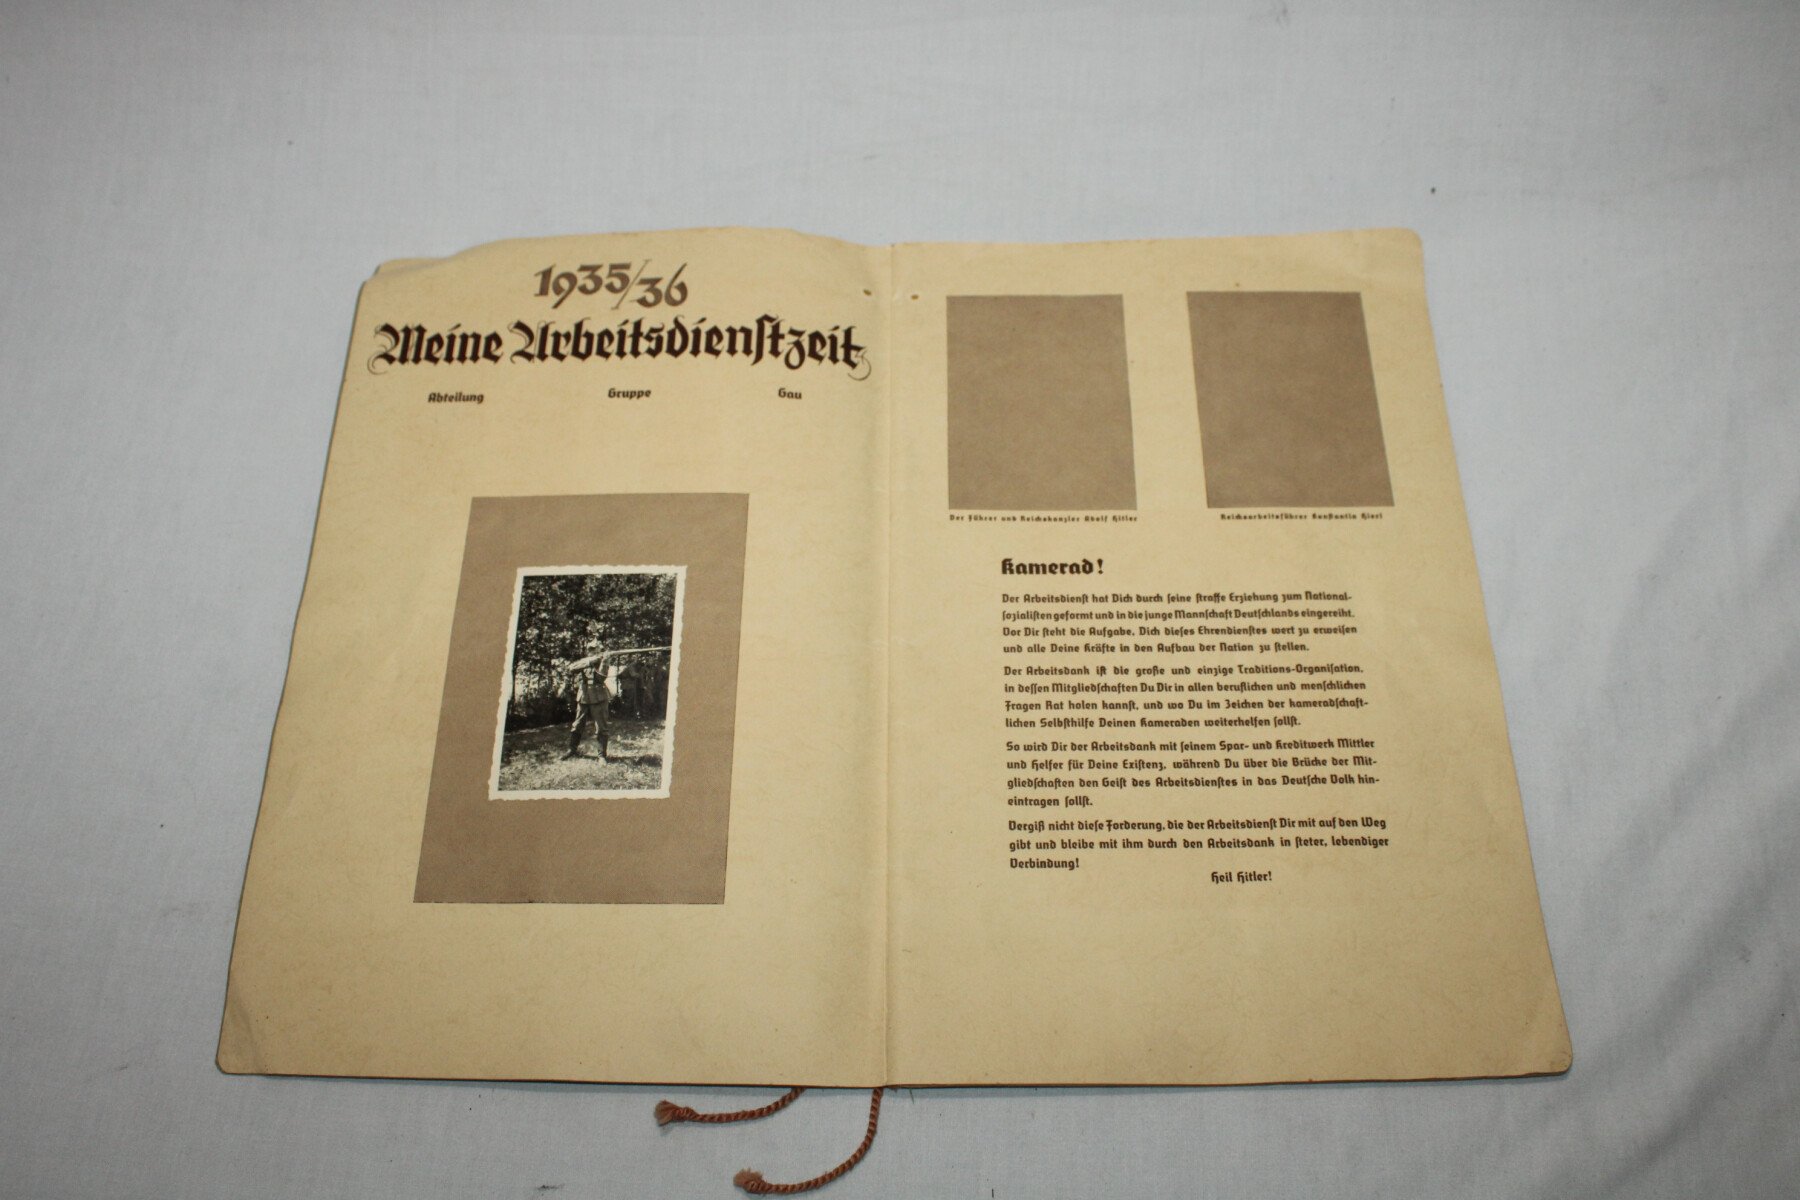 1935/36
Meine Arbeitsdienstzeit
Abteilung Gruppe Gau
Der Führer und Reichskanzler Adolf Hitler
Reichsarbeitsführer Konstantin Hierl
Kamerad!
Der Arbeitsdienst hat Dich durch seine straffe Erziehung zum National-
sozialisten geformt und in die junge Mannschaft Deutschlands eingereiht.
Vor Dir steht die Aufgabe, Dich dieses Ehrendienstes wert zu erweisen
und alle Deine Kräfte in den Aufbau der Nation zu stellen.
Der Arbeitsdank ist die große und einzige Traditions-Organisation,
in dessen Mitgliedschaften Du Dir in allen beruflichen und menschlichen
Fragen Rat holen kannst, und wo Du im Zeichen der kameradschaft-
lichen Selbsthilfe Deinen Kameraden weiterhelfen sollst.
So wird Dir der Arbeitsdank mit seinem Spar- und Kreditwerk Mittler
und Helfer für Deine Existenz, während Du über die Brücke der Mit-
gliedschaften den Geist des Arbeitsdienstes in das Deutsche Volk hin-
eintragen sollst.
Vergiß nicht diese Forderung, die der Arbeitsdienst Dir mit auf den Weg
gibt und bleibe mit ihm durch den Arbeitsdank in steter, lebendiger
Verbindung!
Heil Hitler!